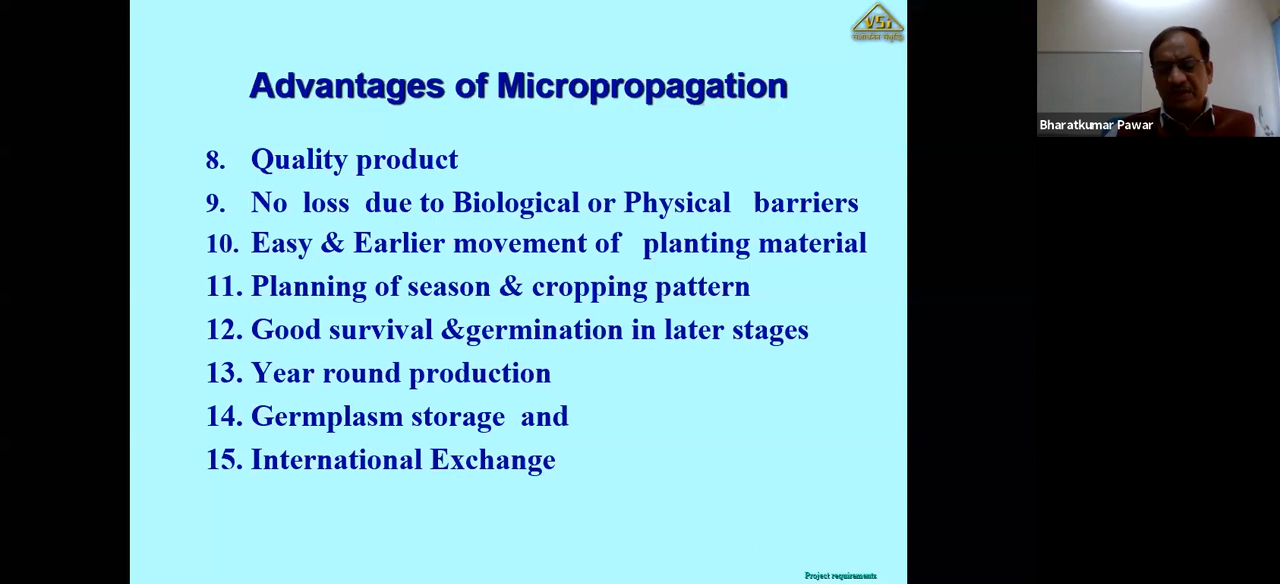 VSI
Advantages of Micropropagation
8. Quality product
9. No loss due to Biological or Physical barriers
10. Easy & Earlier movement of planting material
11. Planning of season & cropping pattern
12. Good survival &germination in later stages
13. Year round production
14. Germplasm storage and
15. International Exchange
Project requirements
Bharatkumar Pawar